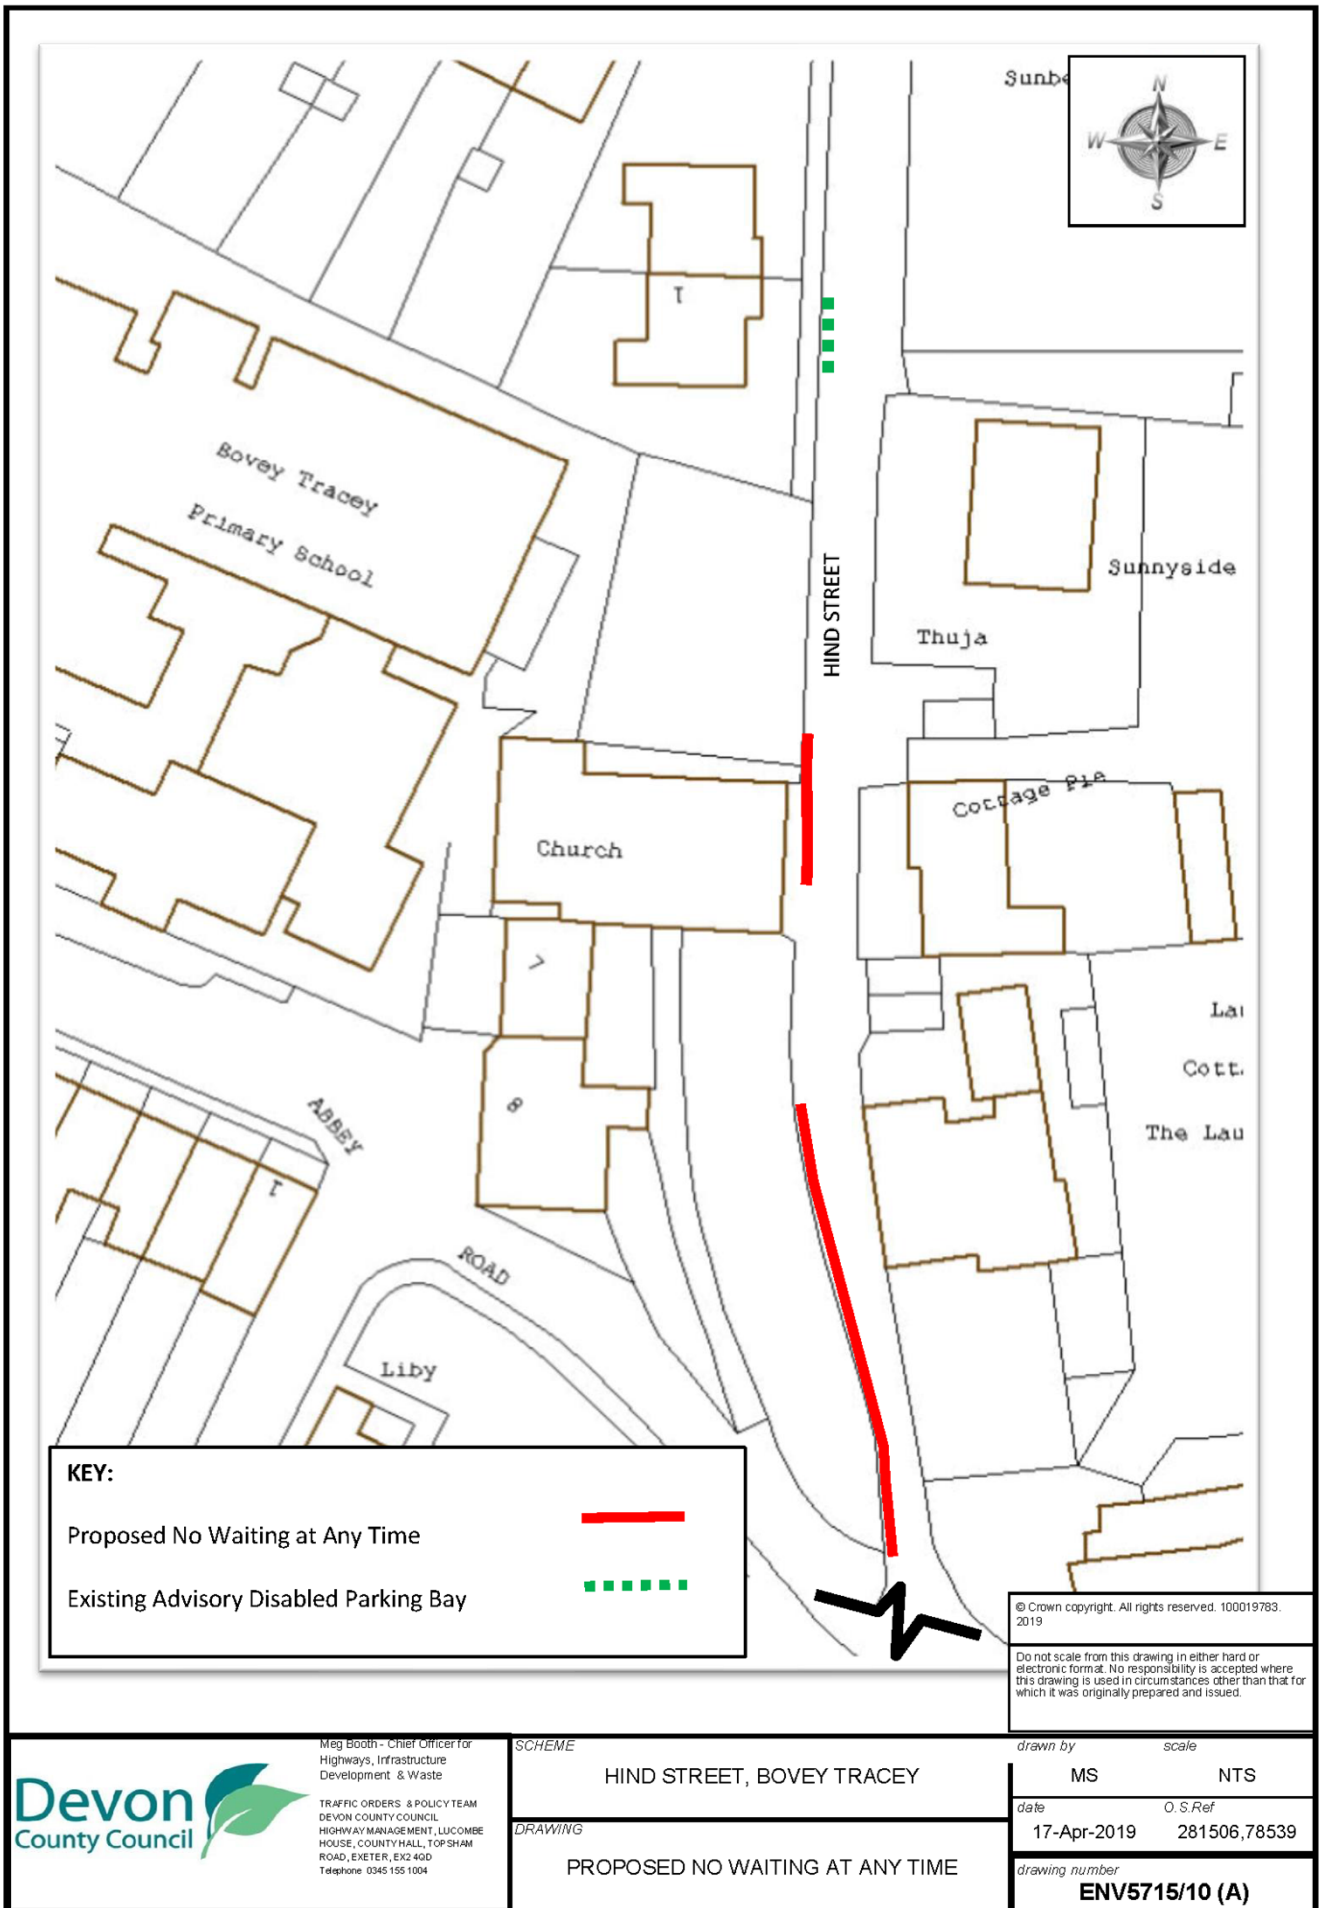 Sunbe
N
W
E
S
1
Bovey Tracey
Primary School
HIND STREET
Sunnyside
Thuja
Cottage Pie
Church
7
8
Lau
Cott.
The Lau
ABBEY
1
ROAD
Liby
KEY:
Proposed No Waiting at Any Time
Existing Advisory Disabled Parking Bay
© Crown copyright. All rights reserved. 100019783.
2019
Do not scale from this drawing in either hard or
electronic format. No responsibility is accepted where
this drawing is used in circumstances other than that for
which it was originally prepared and issued.
Devon
County Council
Meg Booth - Chief Officer for
Highways, Infrastructure
Development & Waste
TRAFFIC ORDERS & POLICY TEAM
DEVON COUNTY COUNCIL
HIGHWAY MANAGEMENT, LUCOMBE
HOUSE, COUNTY HALL, TOPSHAM
ROAD, EXETER, EX2 4QD
Telephone 0345 155 1004
SCHEME
HIND STREET, BOVEY TRACEY
DRAWING
PROPOSED NO WAITING AT ANY TIME
drawn by scale
MS NTS
date O.S.Ref
17-Apr-2019 281506,78539
drawing number
ENV5715/10 (A)